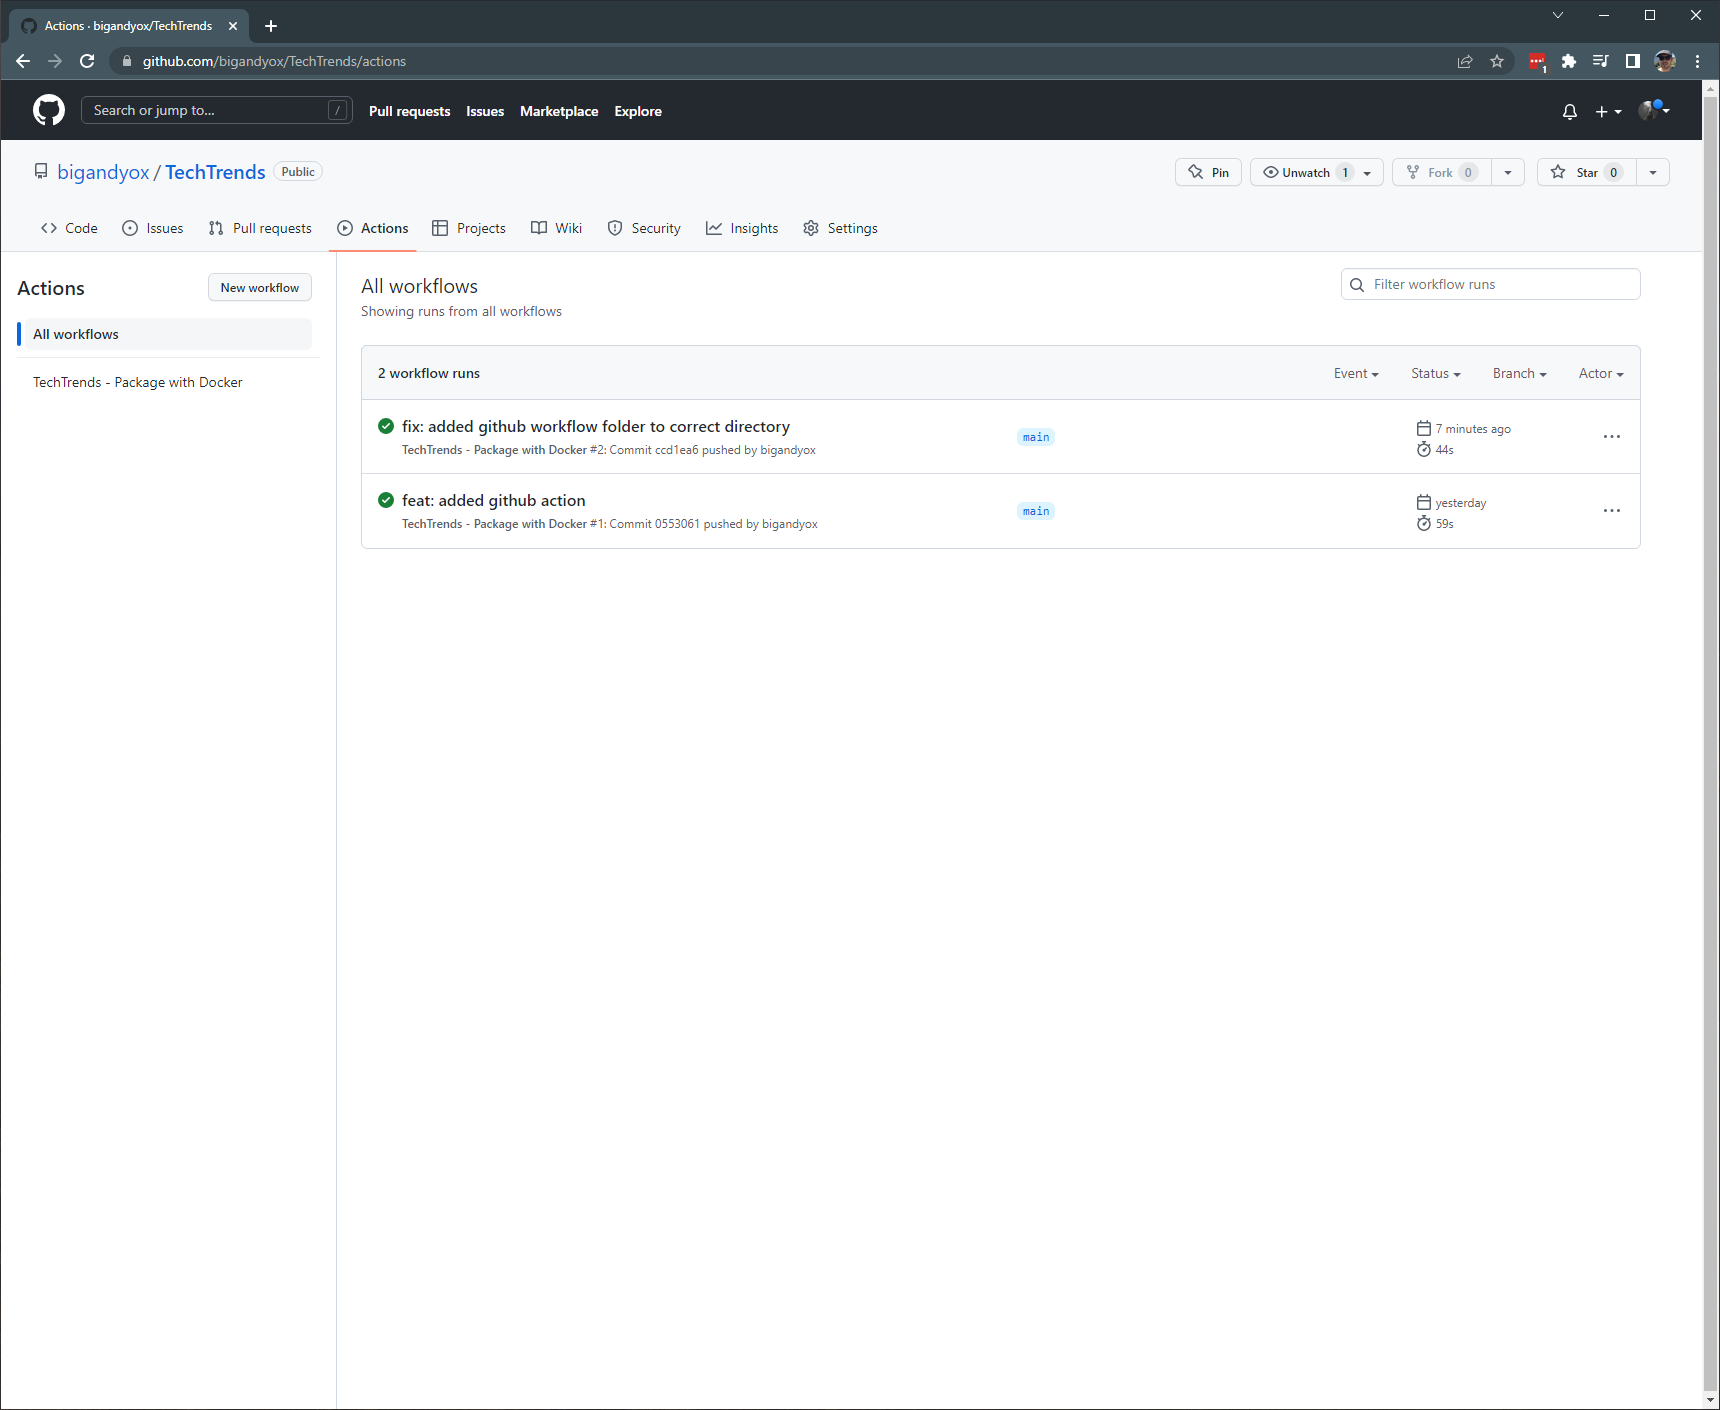 Actions · bigandyox/TechTrends
github.com/bigandyox/TechTrends/actions
1
Search or jump to... /
Pull requests Issues Marketplace Explore
bigandyox / TechTrends Public
Pin Unwatch 1 Fork 0 Star 0
Code Issues Pull requests Actions Projects Wiki Security Insights Settings
Actions New workflow
All workflows
TechTrends - Package with Docker
All workflows
Showing runs from all workflows
Filter workflow runs
2 workflow runs Event Status Branch Actor
fix: added github workflow folder to correct directory
TechTrends - Package with Docker #2: Commit ccd1ea6 pushed by bigandyox
main
7 minutes ago
44s
feat: added github action
TechTrends - Package with Docker #1: Commit 0553061 pushed by bigandyox
main
yesterday
59s